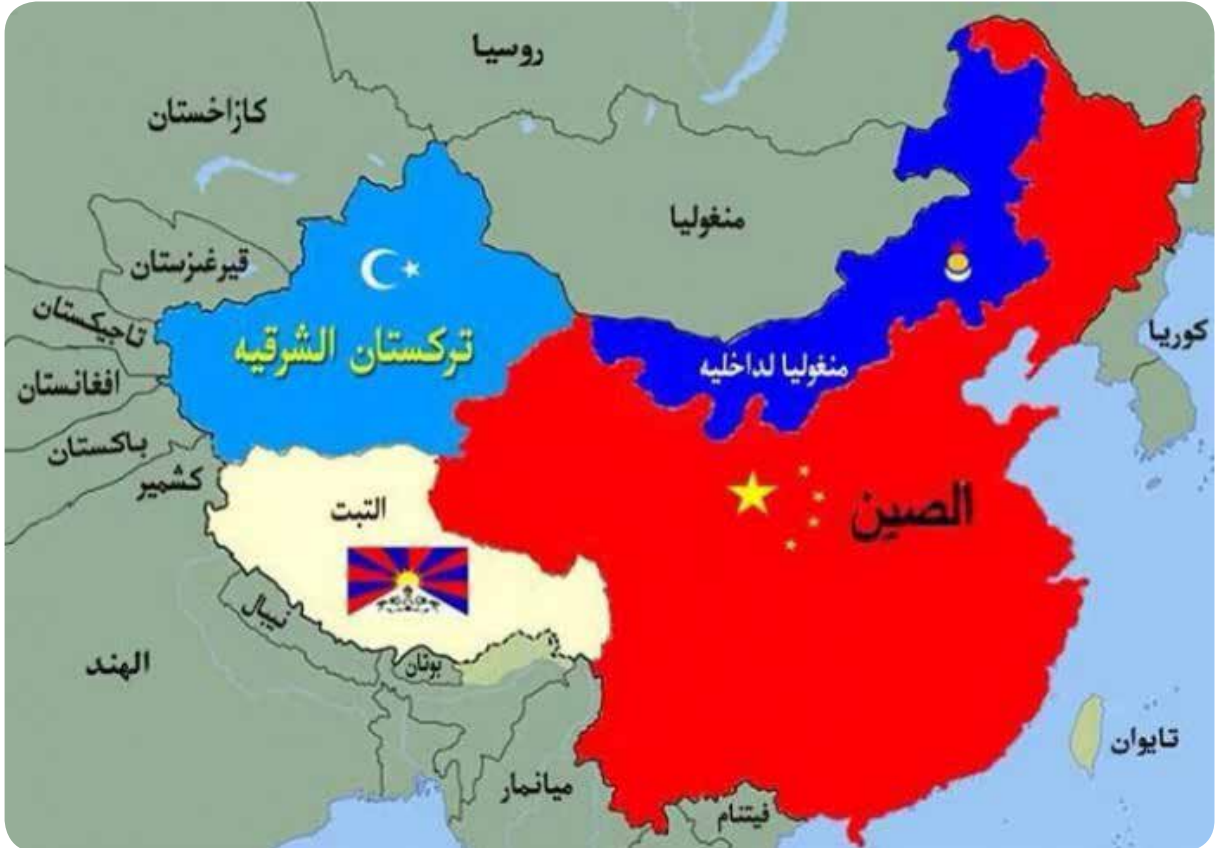 روسيا
كازاخستان
منغوليا
قيرغزستان
تاجيكستان
كوريا
تركستان الشرقيه
منغوليا لداخليه
افغانستان
باكستان
كشمير
التبت
الصين
نيبال
بوتان
الهند
تايوان
ميانمار
فيتنام